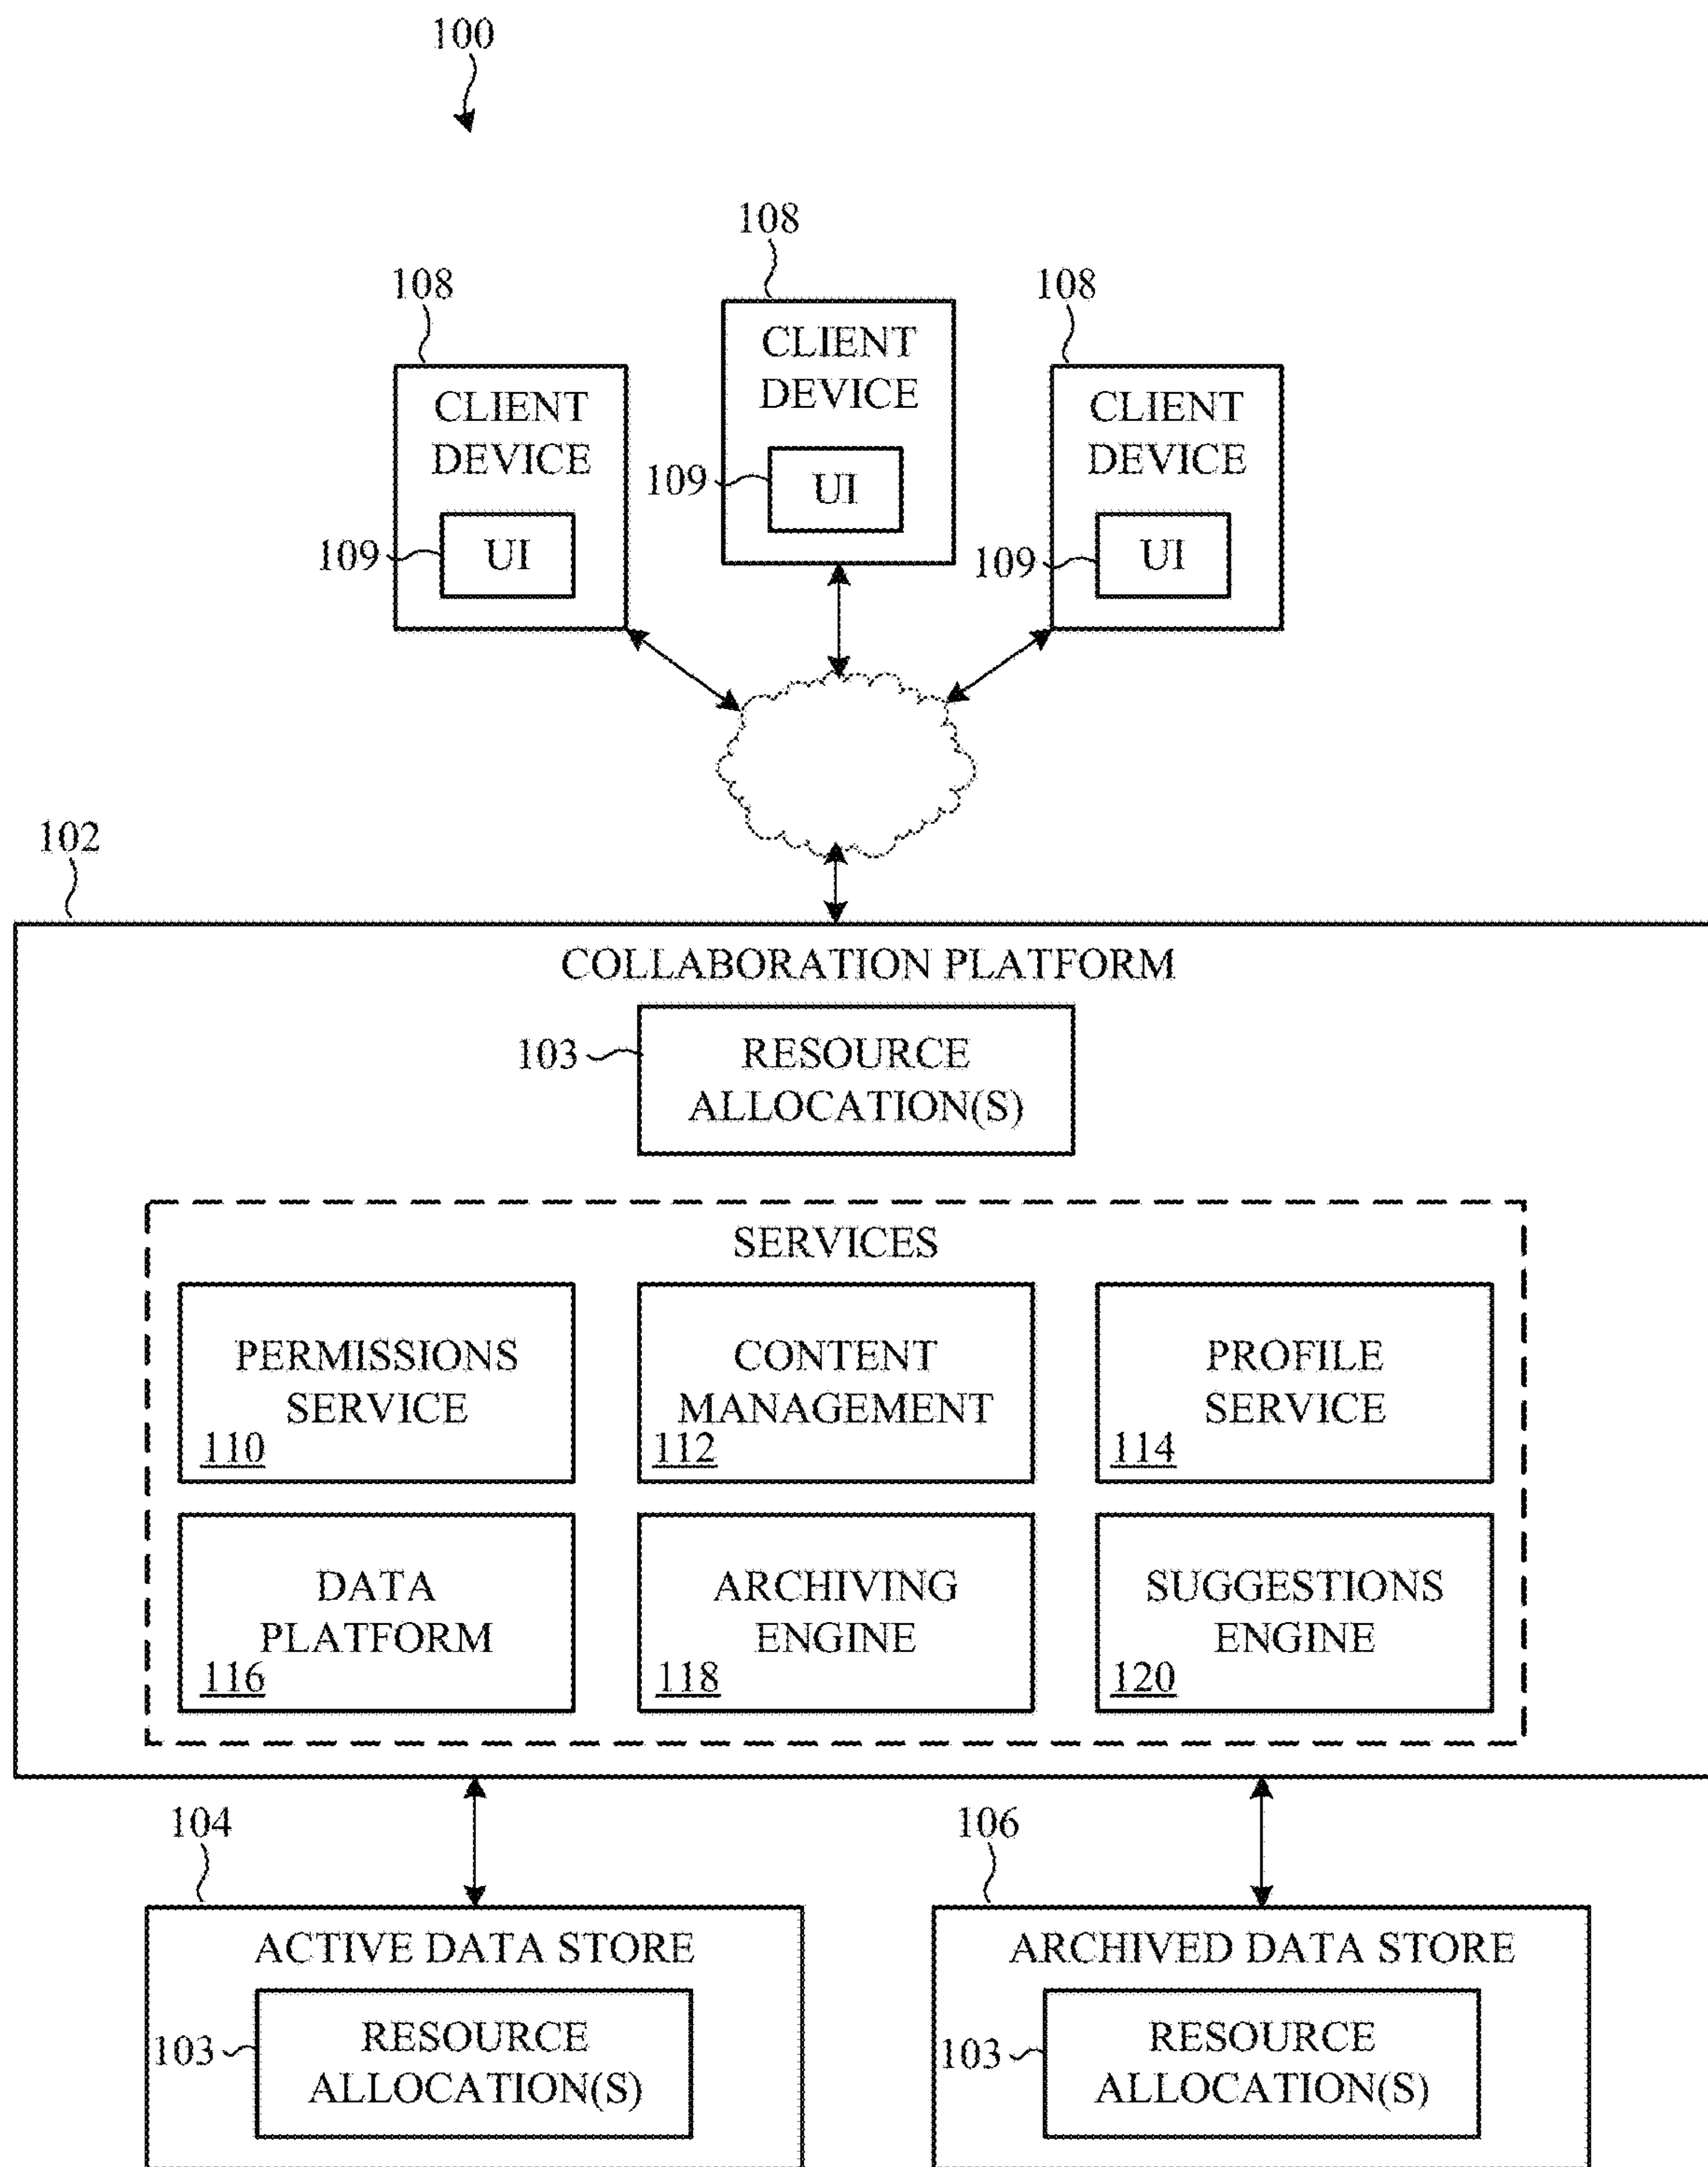 100
108
108
108
CLIENT
DEVICE
109
UI
CLIENT
DEVICE
109
UI
CLIENT
DEVICE
109
UI
102
COLLABORATION PLATFORM
103
RESOURCE
ALLOCATION(S)
SERVICES
PERMISSIONS
SERVICE
110
CONTENT
MANAGEMENT
112
PROFILE
SERVICE
114
DATA
PLATFORM
116
ARCHIVING
ENGINE
118
SUGGESTIONS
ENGINE
120
104
ACTIVE DATA STORE
103
RESOURCE
ALLOCATION(S)
106
ARCHIVED DATA STORE
103
RESOURCE
ALLOCATION(S)